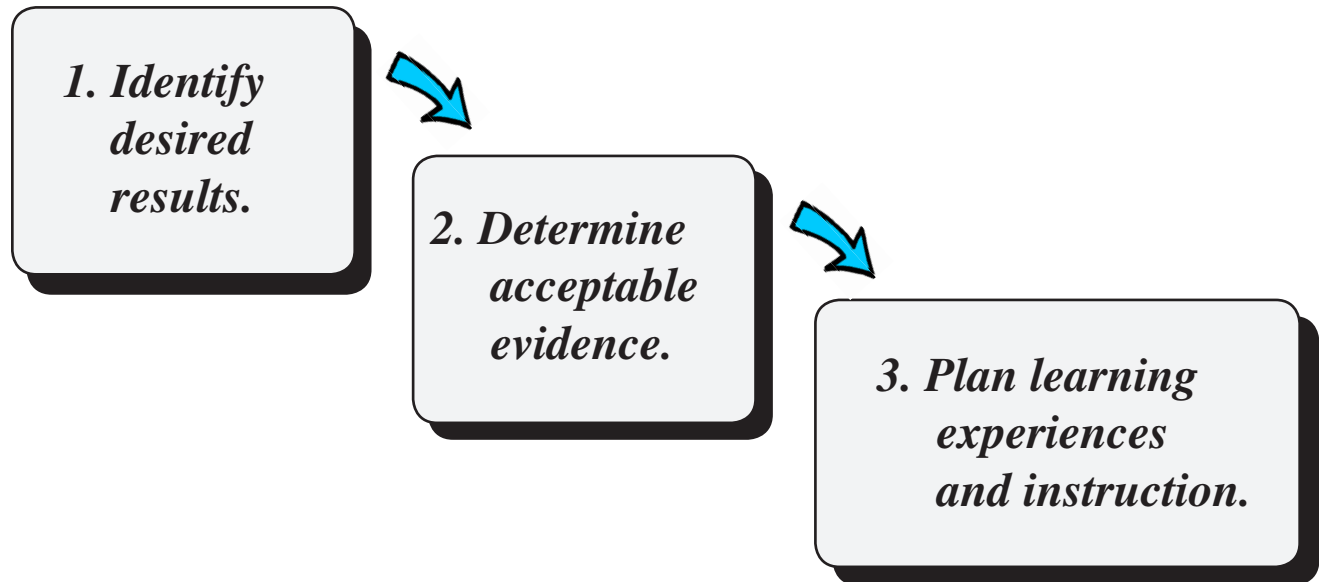 1. Identify
desired
results.
2. Determine
acceptable
evidence.
3. Plan learning
experiences
and instruction.